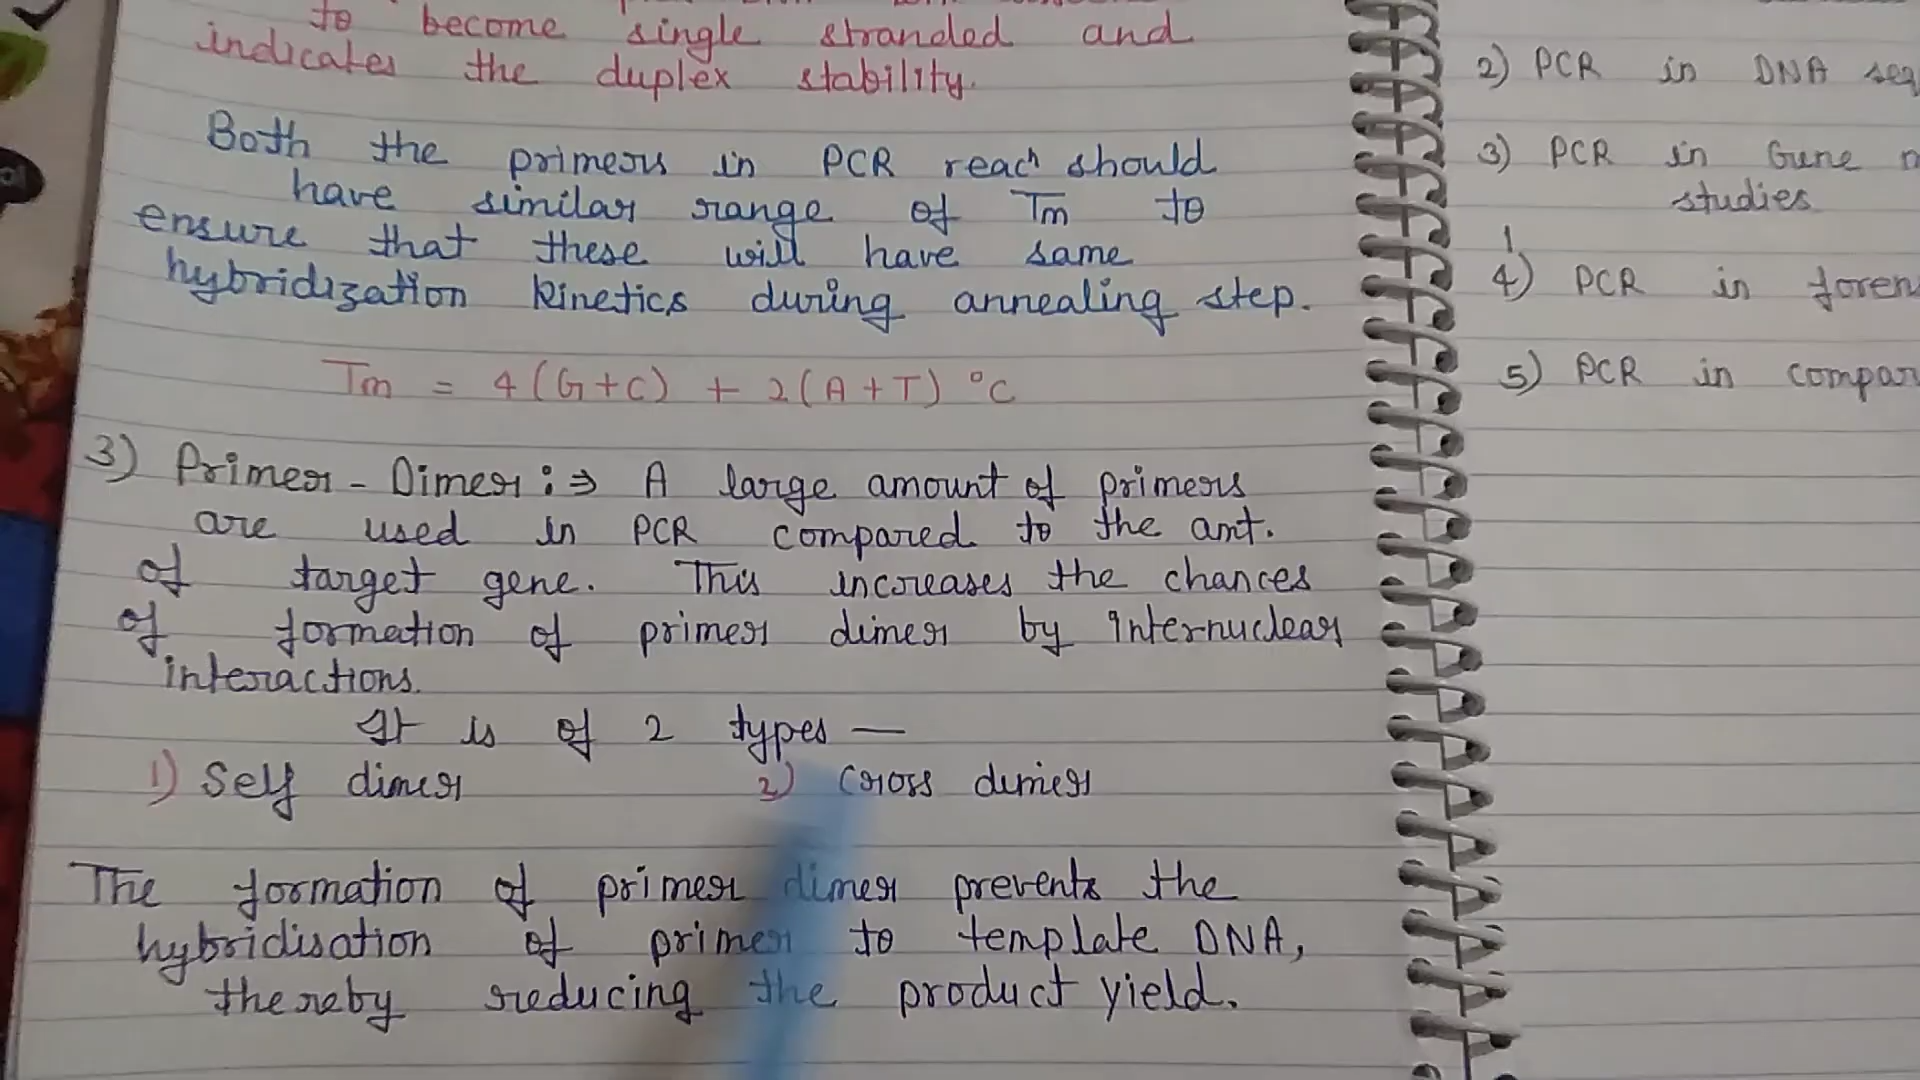 to become single stranded and
indicates the duplex stability.
Both the primers in PCR reacn should
have similar range of Tm to
ensure that these will have same
hybridization kinetics during annealing step.
Tm = 4(G+C) + 2(A+T) °C
3) Primer - Dimer :⇒ A large amount of primers
are used in PCR compared to the amt.
of target gene. This increases the chances
of formation of primer dimer by internuclear
interactions.
It is of 2 types —
1) Self dimer 2) Cross dimer
The formation of primer dimer prevents the
hybridisation of primer to template DNA,
thereby reducing the product yield.
2) PCR in DNA seq
3) PCR in Gene
studies
4) PCR in foren
5) PCR in compar